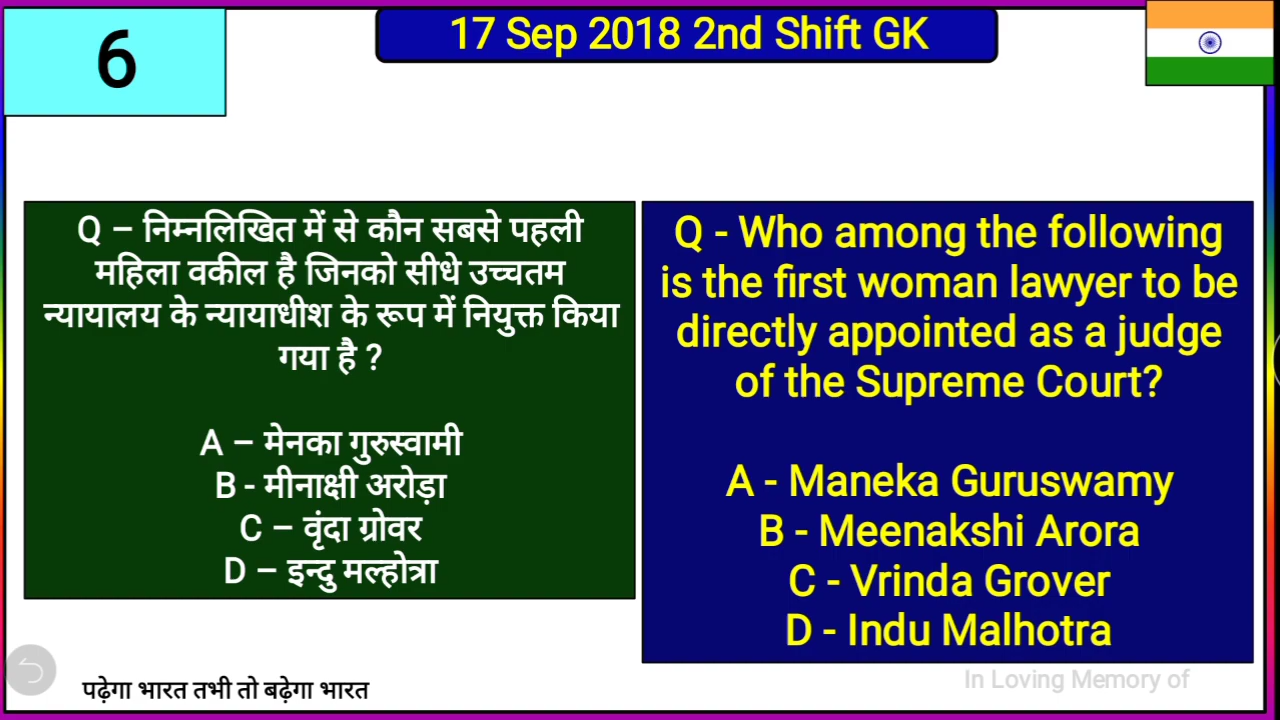 6
17 Sep 2018 2nd Shift GK
Q – निम्नलिखित में से कौन सबसे पहली
महिला वकील है जिनको सीधे उच्चतम
न्यायालय के न्यायाधीश के रूप में नियुक्त किया
गया है ?
A – मेनका गुरुस्वामी
B - मीनाक्षी अरोड़ा
C – वृंदा ग्रोवर
D – इन्दु मल्होत्रा
Q - Who among the following
is the first woman lawyer to be
directly appointed as a judge
of the Supreme Court?
A - Maneka Guruswamy
B - Meenakshi Arora
C - Vrinda Grover
D - Indu Malhotra
पढ़ेगा भारत तभी तो बढ़ेगा भारत
In Loving Memory of